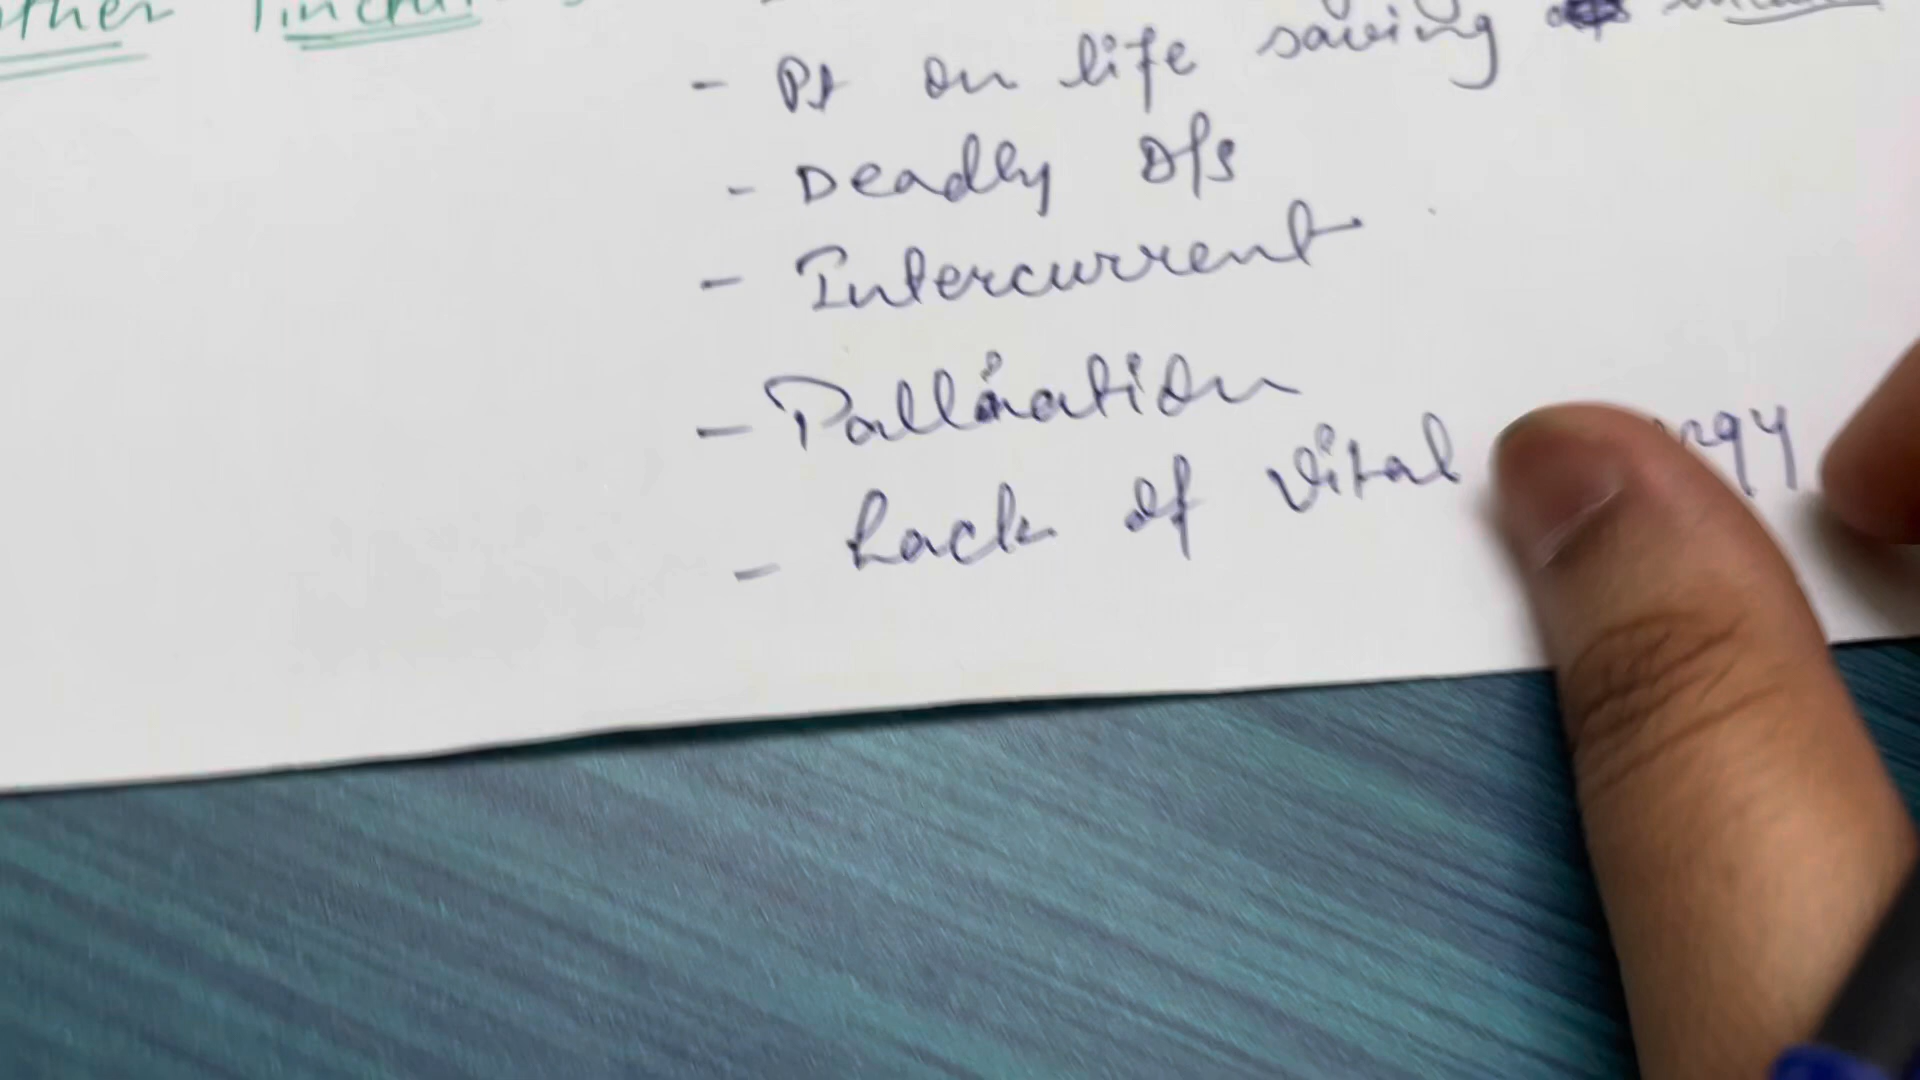 - Pt on life saving
- Deadly D/s
- Intercurrent
- Palliation
- Lack of vital